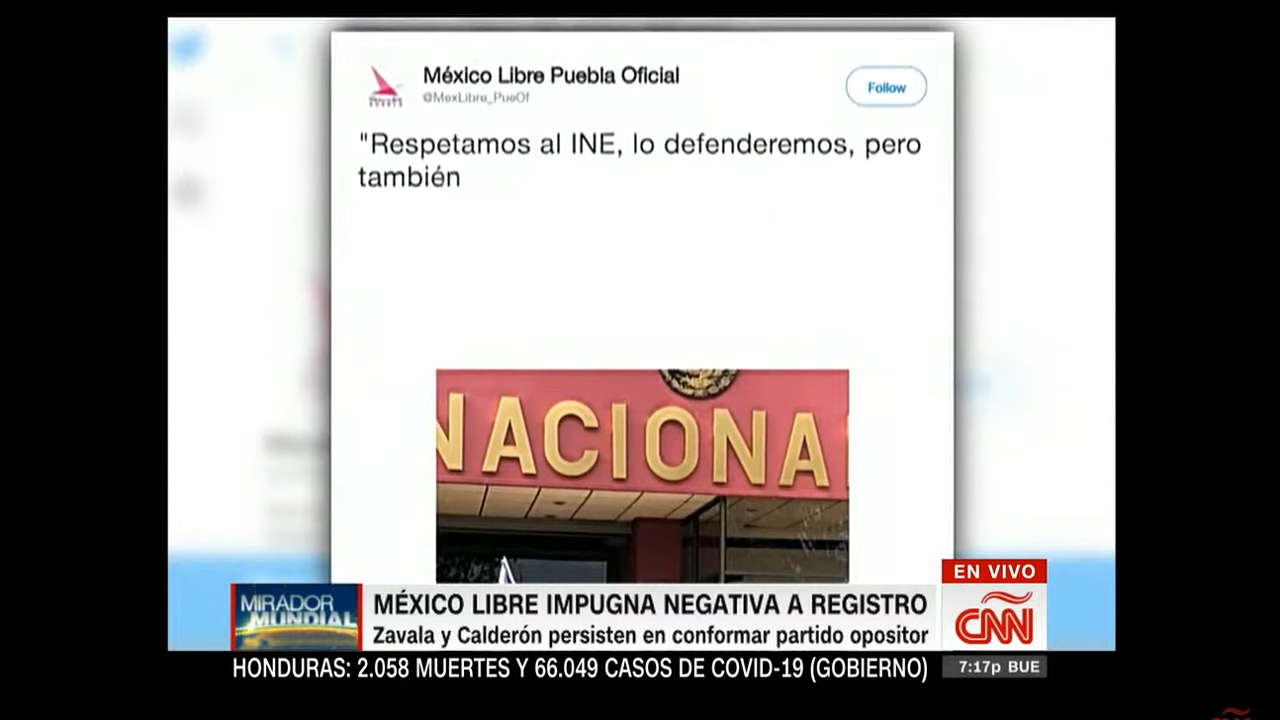 México Libre Puebla Oficial
@MexLibre_PueOf
Follow
"Respetamos al INE, lo defenderemos, pero
también
NACIONA
EN VIVO
MIRADOR
MUNDIAL
MÉXICO LIBRE IMPUGNA NEGATIVA A REGISTRO
Zavala y Calderón persisten en conformar partido opositor
CNN
HONDURAS: 2.058 MUERTES Y 66.049 CASOS DE COVID-19 (GOBIERNO)
7:17p BUE